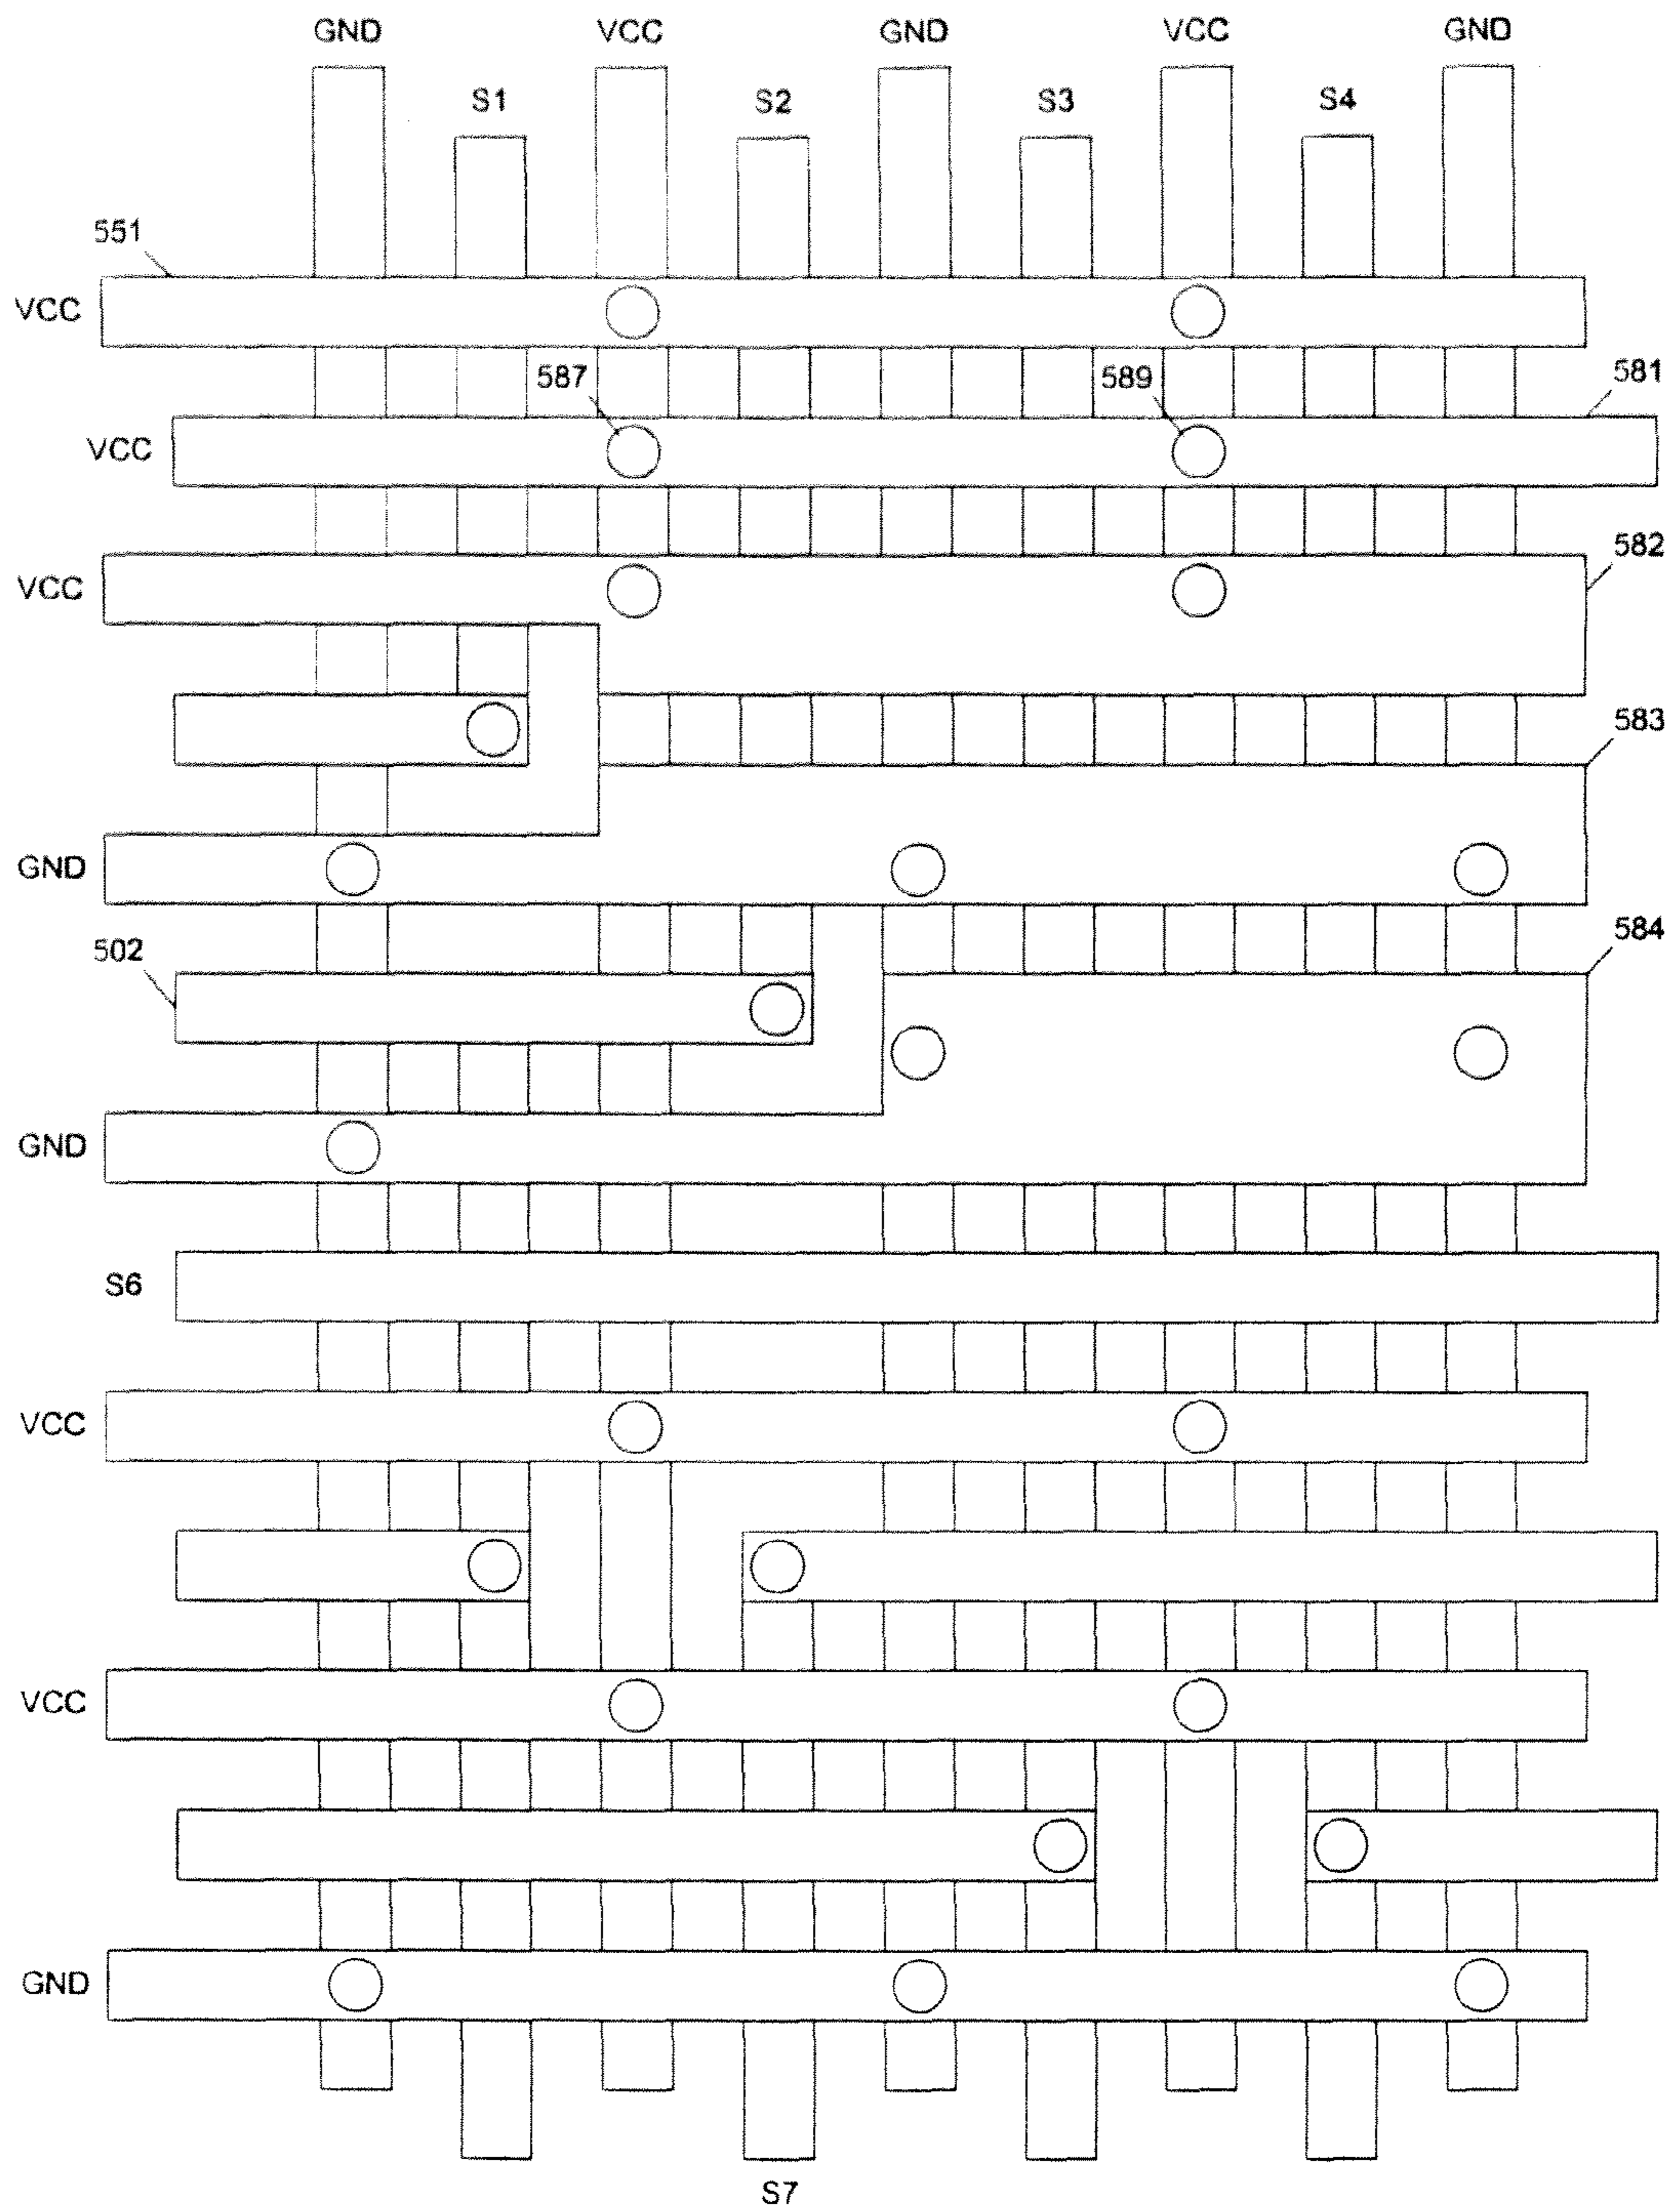 GND VCC GND VCC GND
S1 S2 S3 S4
551
VCC
587 589 581
VCC
582
VCC
583
GND
584
502
GND
S6
VCC
VCC
GND
S7